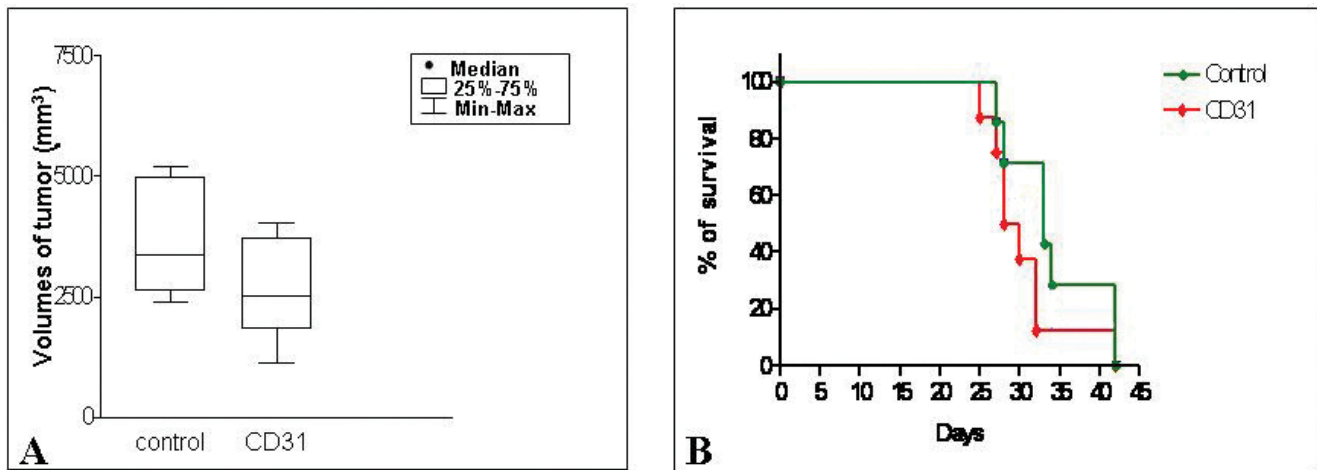 7500
5000
2500
0
Volumes of tumor (mm³)
Median
25%-75%
Min-Max
control CD31
A
100
80
60
40
20
0
% of survival
0 5 10 15 20 25 30 35 40 45
Days
Control
CD31
B